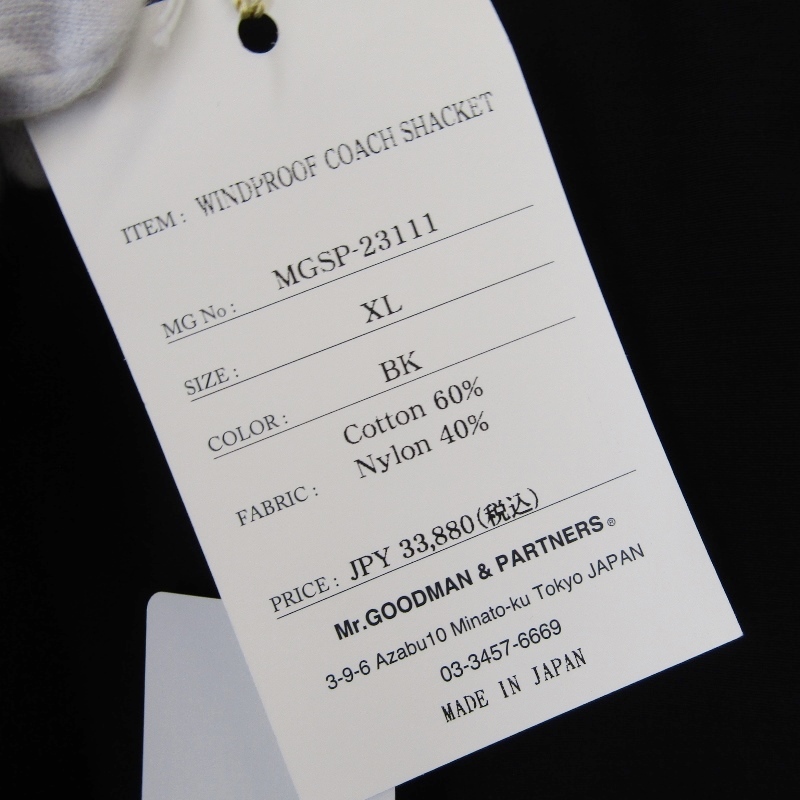 ITEM : WINDPROOF COACH SHACKET
MG No : MGSP-23111
SIZE : XL
COLOR : BK
FABRIC : Cotton 60%
Nylon 40%
PRICE : JPY 33,880(税込)
Mr.GOODMAN & PARTNERS®
3-9-6 Azabu10 Minato-ku Tokyo JAPAN
03-3457-6669
MADE IN JAPAN